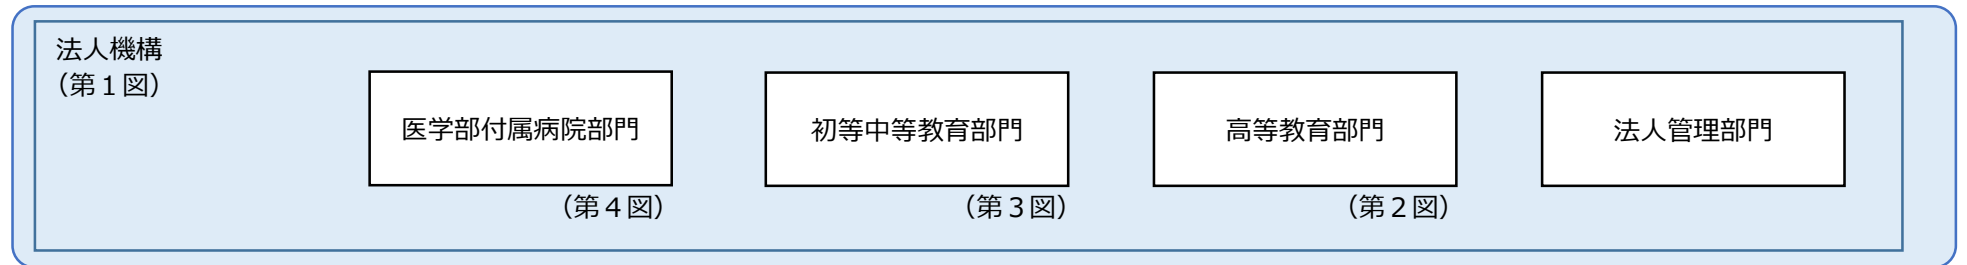 法人機構
（第１図）
医学部付属病院部門
初等中等教育部門
高等教育部門
法人管理部門
（第４図）
（第３図）
（第２図）